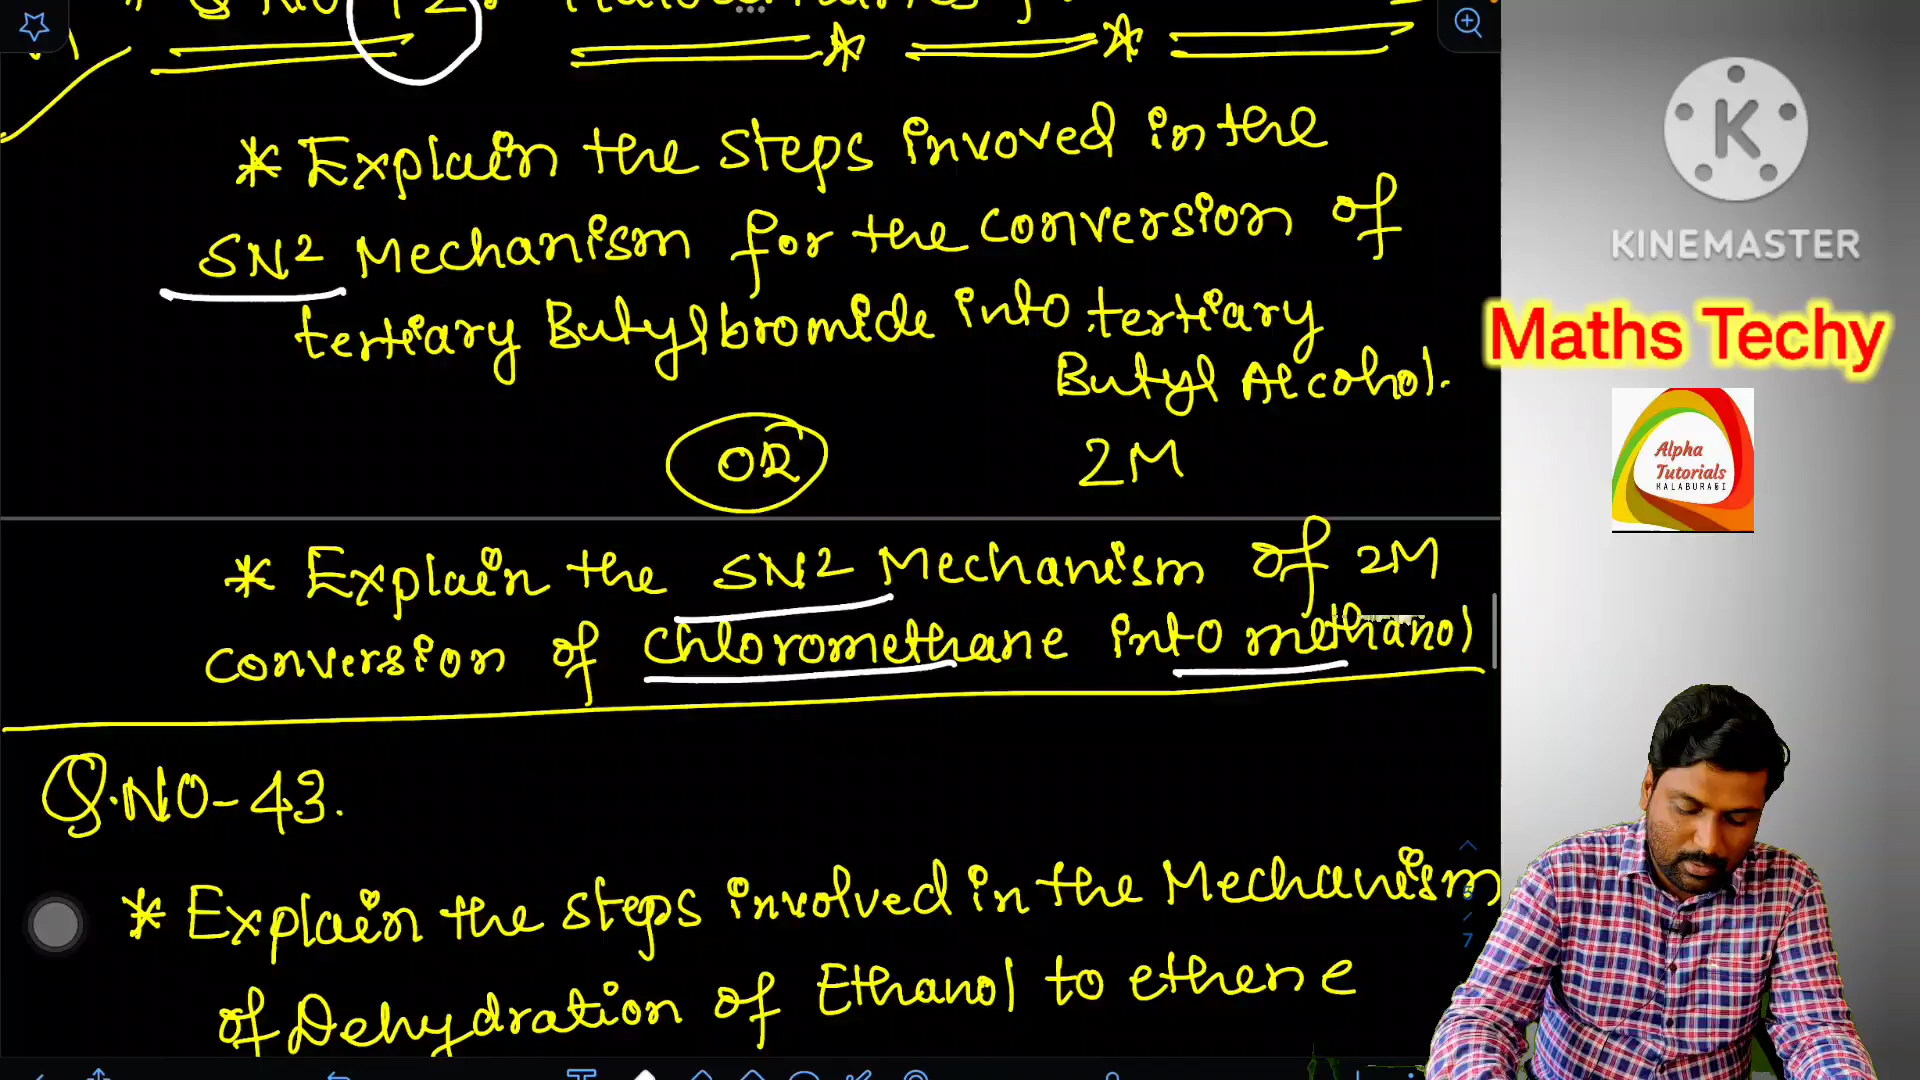 * Explain the steps invoved in the
SN2 Mechanism for the conversion of
tertiary Butylbromide into tertiary
Butyl Alcohol.
OR 2M
* Explain the SN2 Mechanism of 2M
conversion of chloromethane into methanol
Q.NO-43.
* Explain the steps involved in the Mechanism
of Dehydration of Ethanol to ethene
7
K
KINEMASTER
Maths Techy
Alpha
Tutorials
KALABURAGI